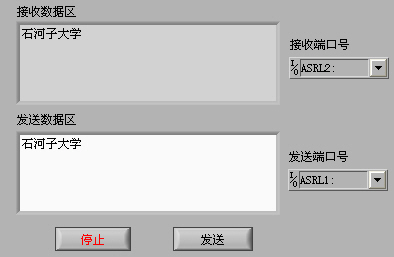 接收数据区
石河子大学
接收端口号
I/O ASRL2:
发送数据区
石河子大学
发送端口号
I/O ASRL1:
停止
发送